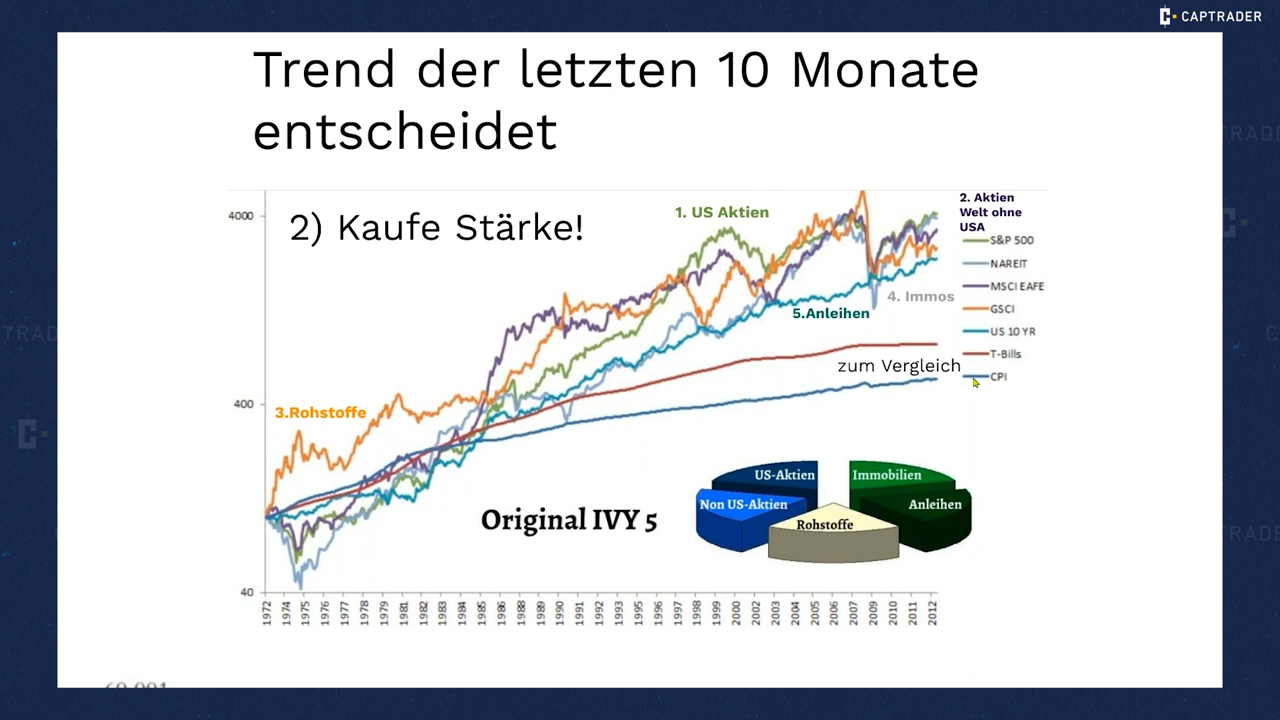 CAPTRADER
Trend der letzten 10 Monate
entscheidet
2) Kaufe Stärke!
1. US Aktien
2. Aktien
Welt ohne
USA
S&P 500
NAREIT
MSCI EAFE
GSCI
US 10 YR
T-Bills
CPI
4. Immos
5.Anleihen
zum Vergleich
3.Rohstoffe
4000
400
40
Original IVY 5
US-Aktien
Immobilien
Non US-Aktien
Anleihen
Rohstoffe
1972 1974 1975 1976 1977 1978 1979 1981 1982 1983 1984 1985 1986 1988 1989 1990 1991 1992 1993 1995 1996 1997 1998 1999 2000 2002 2003 2004 2005 2006 2007 2009 2010 2011 2012